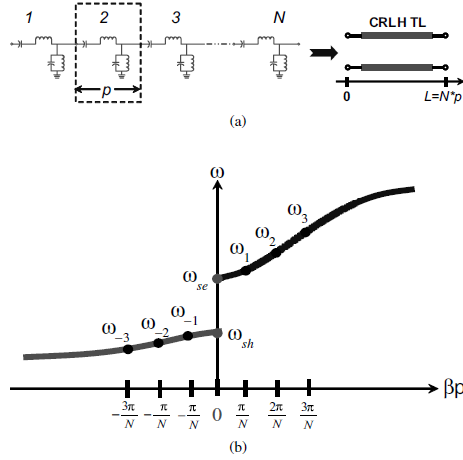 1 2 3 N
CRLH TL
p
0 L=N*p
(a)
ω
ω3
ω2
ω1
ωse
ω-3 ω-2 ω-1 ωsh
βp
-3π/N -π/N -π/N 0 π/N 2π/N 3π/N
(b)